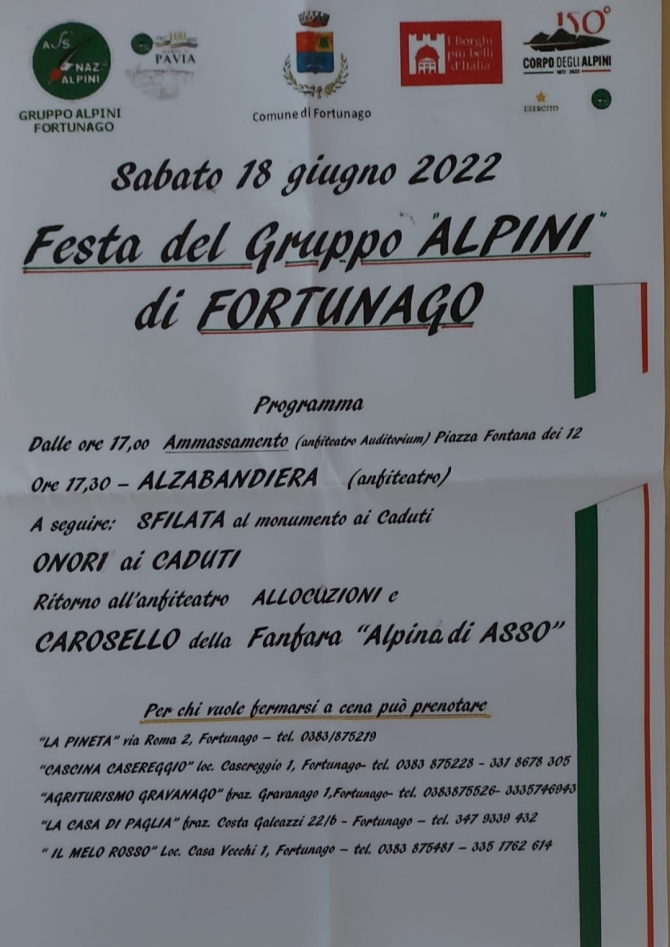 NAZ ALPINI
GRUPPO ALPINI
FORTUNAGO
PAVIA
Comune di Fortunago
I Borghi
più belli
d'Italia
150°
CORPO DEGLI ALPINI
1872 - 2022
ESERCITO
Sabato 18 giugno 2022
Festa del Gruppo "ALPINI"
di FORTUNAGO
Programma
Dalle ore 17,00 Ammassamento (anfiteatro Auditorium) Piazza Fontana dei 12
Ore 17,30 – ALZABANDIERA (anfiteatro)
A seguire: SFILATA al monumento ai Caduti
ONORI ai CADUTI
Ritorno all'anfiteatro ALLOCUZIONI e
CAROSELLO della Fanfara "Alpina di ASSO"
Per chi vuole fermarsi a cena può prenotare
"LA PINETA" via Roma 2, Fortunago – tel. 0383/875219
"CASCINA CASEREGGIO" loc. Casereggio 1, Fortunago- tel. 0383 875228 - 331 8678 305
"AGRITURISMO GRAVANAGO" fraz. Gravanago 1,Fortunago- tel. 0383875526- 3335746943
"LA CASA DI PAGLIA" fraz. Costa Galeazzi 22/b - Fortunago – tel. 347 9339 432
" IL MELO ROSSO" Loc. Casa Vecchi 1, Fortunago – tel. 0383 875481 – 335 1762 614